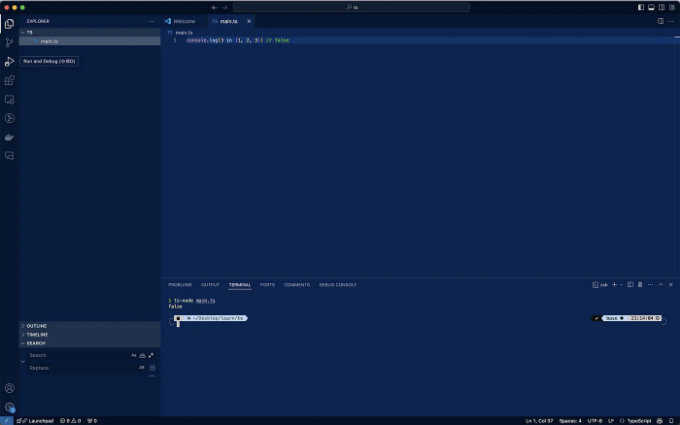 ts
EXPLORER
Welcome
TS main.ts
TS
main.ts
TS main.ts
1 console.log(3 in [1, 2, 3]) // false
Run and Debug (⇧⌘D)
PROBLEMS OUTPUT TERMINAL PORTS COMMENTS DEBUG CONSOLE
zsh
❯ ts-node main.ts
false
~/Desktop/learn/ts
base
OUTLINE
TIMELINE
SEARCH
Search
Aa
Replace
AB
Launchpad 0 0 0
Ln 1, Col 37 Spaces: 4 UTF-8 LF {} TypeScript